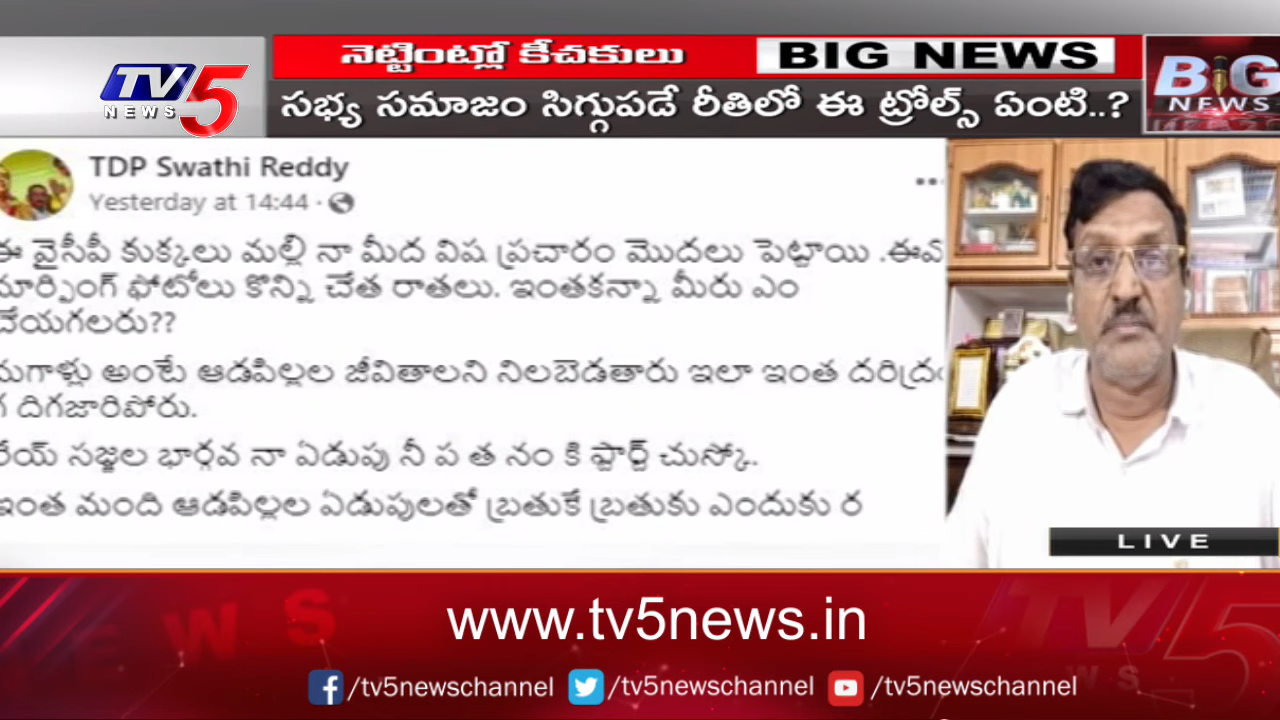 TV5
NEWS
నెట్టింట్లో కీచకులు
BIG NEWS
సభ్య సమాజం సిగ్గుపడే రీతిలో ఈ ట్రోల్స్ ఏంటి..?
BIG
NEWS
TDP Swathi Reddy
Yesterday at 14:44 ·
ఈ వైసీపీ కుక్కలు మల్లి నా మీద విష ప్రచారం మొదలు పెట్టాయి .
మార్ఫింగ్ ఫోటోలు కొన్ని చేత రాతలు. ఇంతకన్నా మీరు ఎం
చేయగలరు??
అంటే ఆడపిల్లల జీవితాలని నిలబెడతారు ఇలా ఇంత
దిగజారిపోరు.
రేయ్ సజ్జల భార్గవ నా ఏడుపు నీ ప త నం కి స్టార్ట్ చుస్కో.
ఇంత మంది ఆడపిల్లల ఏడుపులతో బ్రతుకే బ్రతుకు ఎందుకు ర
LIVE
www.tv5news.in
/tv5newschannel
/tv5newschannel
/tv5newschannel